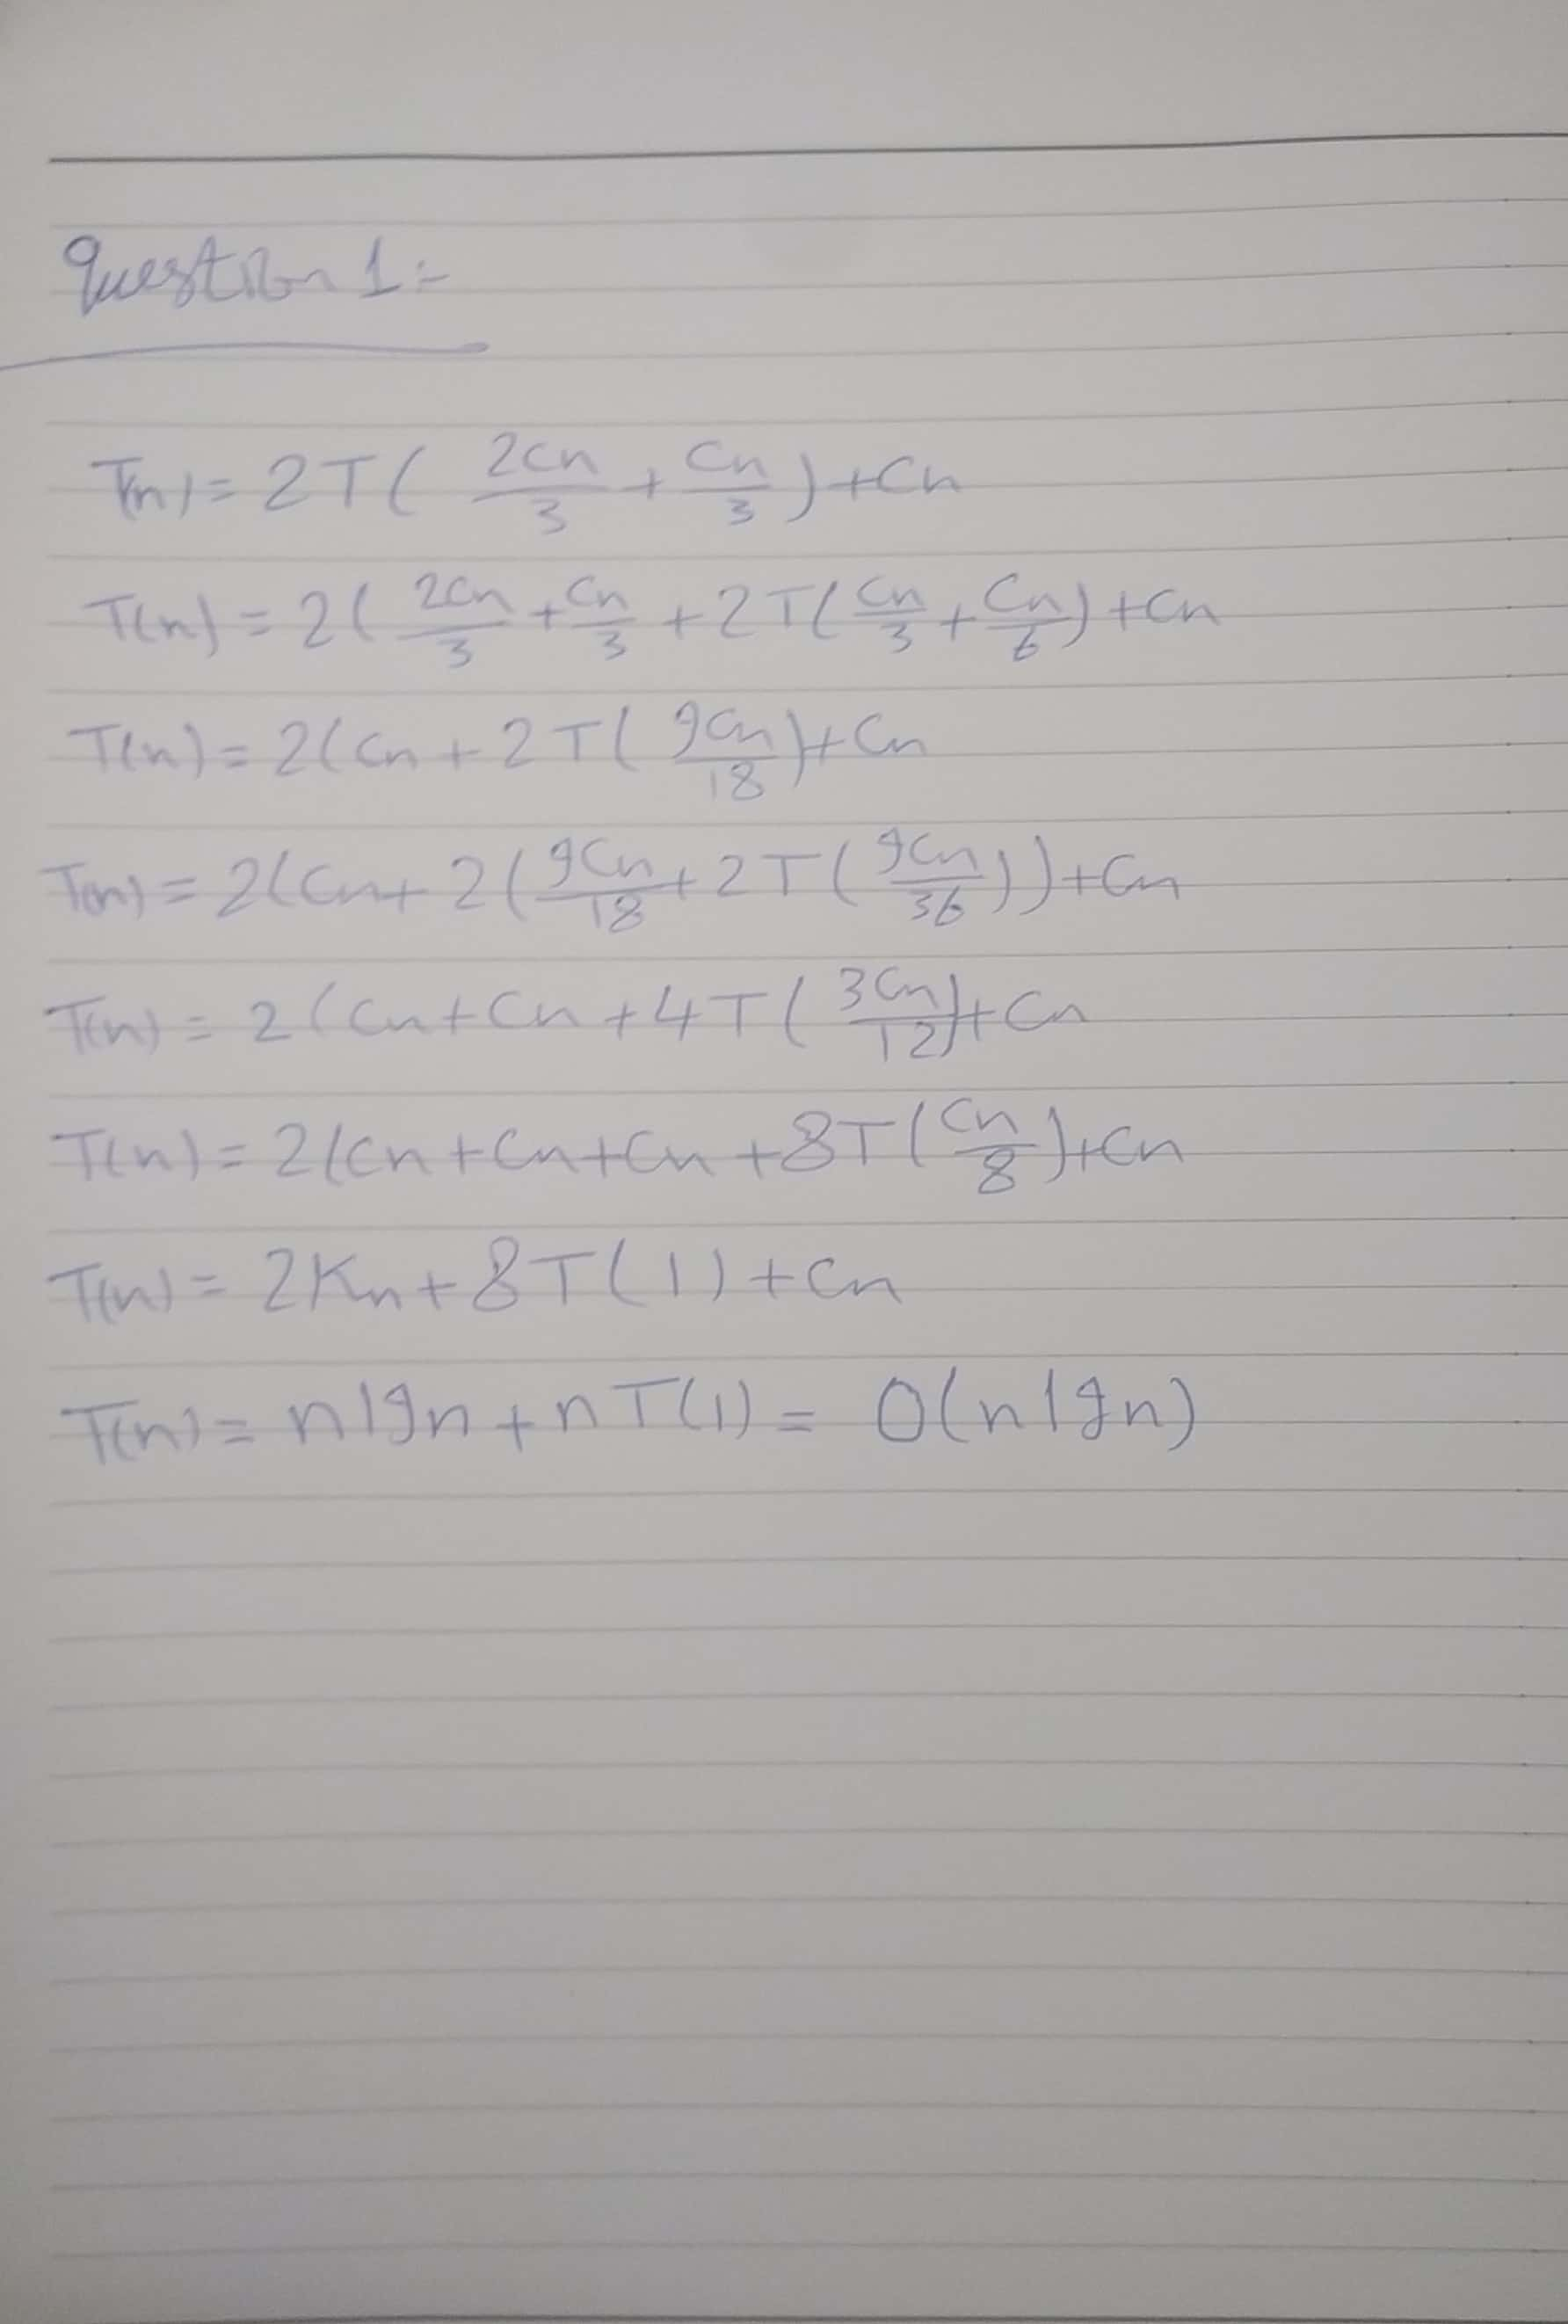 Question 1:-
T(n) = 2T( 2cn/3 + cn/3 ) + cn
T(n) = 2( 2cn/3 + cn/3 + 2T( cn/3 + cn/6 ) + cn
T(n) = 2( cn + 2T( 9cn/18 ) + cn
T(n) = 2( cn + 2( 9cn/18 + 2T( 9cn/36 ) ) + cn
T(n) = 2( cn + cn + 4T( 3cn/12 ) + cn
T(n) = 2( cn + cn + cn + 8T( cn/8 ) + cn
T(n) = 2Kn + 8T(1) + cn
T(n) = nlgn + nT(1) = O(nlgn)